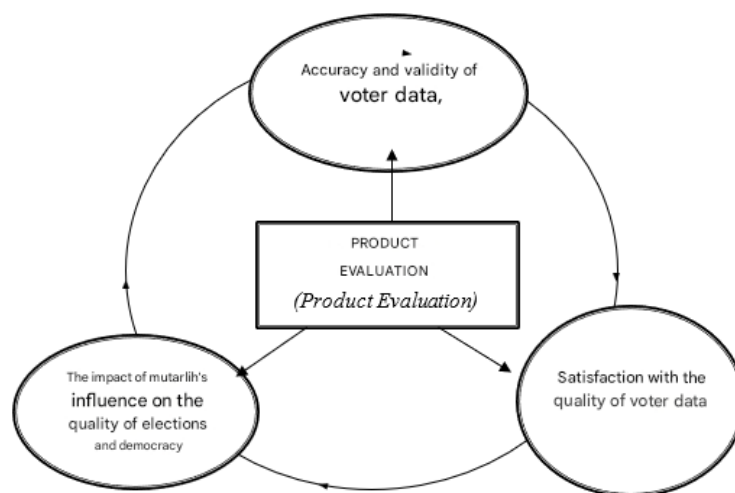 Accuracy and validity of
voter data,
PRODUCT
EVALUATION
(Product Evaluation)
The impact of mutarlih's
influence on the
quality of elections
and democracy
Satisfaction with the
quality of voter data